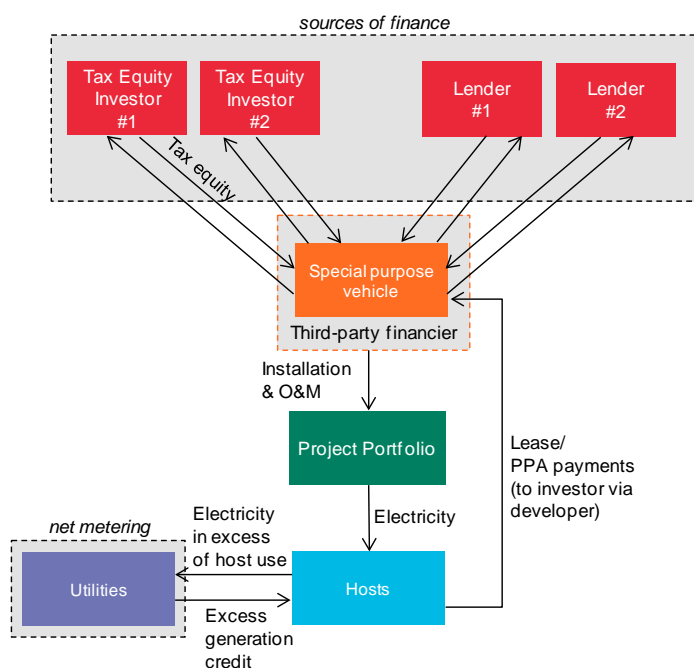 sources of finance
Tax Equity
Investor
#1
Tax Equity
Investor
#2
Lender
#1
Lender
#2
Tax equity
Special purpose
vehicle
Third-party financier
Installation
& O&M
Project Portfolio
Lease/
PPA payments
(to investor via
developer)
Electricity
net metering
Electricity
in excess
of host use
Utilities
Hosts
Excess
generation
credit